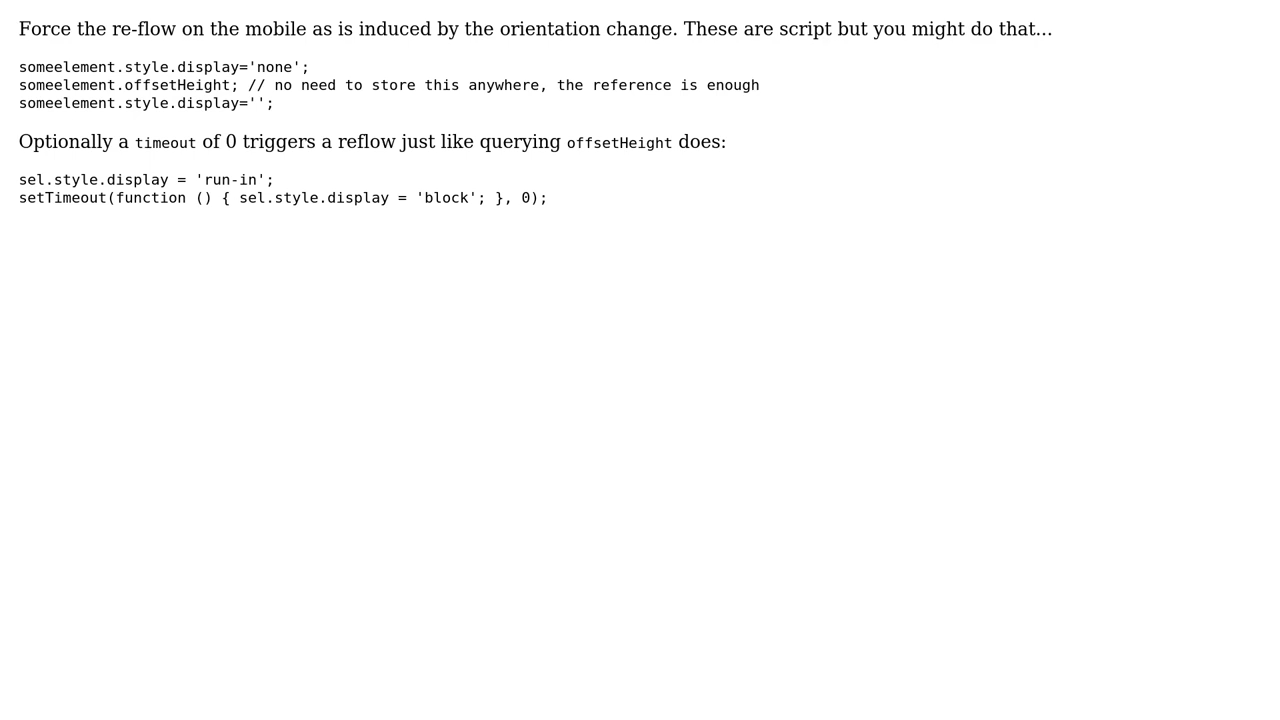 Force the re-flow on the mobile as is induced by the orientation change. These are script but you might do that...
someelement.style.display='none';
someelement.offsetHeight; // no need to store this anywhere, the reference is enough
someelement.style.display='';
Optionally a timeout of 0 triggers a reflow just like querying offsetHeight does:
sel.style.display = 'run-in';
setTimeout(function () { sel.style.display = 'block'; }, 0);